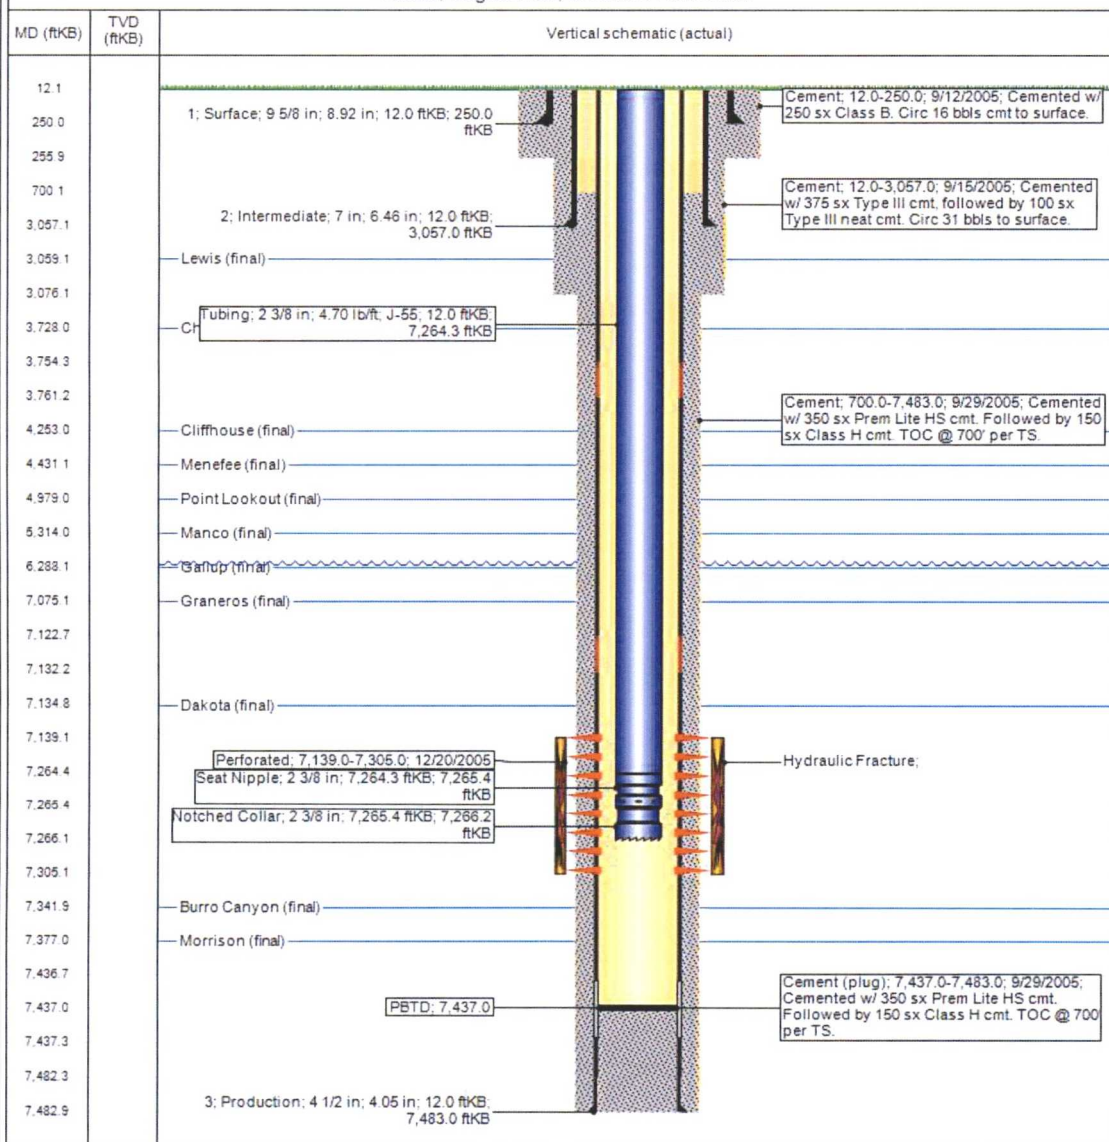 MD (ftKB)
TVD
(ftKB)
Vertical schematic (actual)
12.1
250.0
255.9
700.1
3,057.1
3,059.1
3,076.1
3,728.0
3,754.3
3,761.2
4,253.0
4,431.1
4,979.0
5,314.0
6,288.1
7,075.1
7,122.7
7,132.2
7,134.8
7,139.1
7,264.4
7,265.4
7,266.1
7,305.1
7,341.9
7,377.0
7,436.7
7,437.0
7,437.3
7,482.3
7,482.9
1; Surface; 9 5/8 in; 8.92 in; 12.0 ftKB; 250.0
ftKB
2; Intermediate; 7 in; 6.46 in; 12.0 ftKB;
3,057.0 ftKB
Lewis (final)
Tubing; 2 3/8 in; 4.70 lb/ft; J-55; 12.0 ftKB;
7,264.3 ftKB
Ch
Cliffhouse (final)
Menefee (final)
Point Lookout (final)
Manco (final)
Gallup (final)
Graneros (final)
Dakota (final)
Perforated; 7,139.0-7,305.0; 12/20/2005
Seat Nipple; 2 3/8 in; 7,264.3 ftKB; 7,265.4
ftKB
Notched Collar; 2 3/8 in; 7,265.4 ftKB; 7,266.2
ftKB
Burro Canyon (final)
Morrison (final)
PBTD; 7,437.0
3; Production; 4 1/2 in; 4.05 in; 12.0 ftKB;
7,483.0 ftKB
Cement; 12.0-250.0; 9/12/2005; Cemented w/
250 sx Class B. Circ 16 bbls cmt to surface.
Cement; 12.0-3,057.0; 9/15/2005; Cemented
w/ 375 sx Type III cmt, followed by 100 sx
Type III neat cmt. Circ 31 bbls to surface.
Cement; 700.0-7,483.0; 9/29/2005; Cemented
w/ 350 sx Prem Lite HS cmt. Followed by 150
sx Class H cmt. TOC @ 700' per TS.
Hydraulic Fracture;
Cement (plug); 7,437.0-7,483.0; 9/29/2005;
Cemented w/ 350 sx Prem Lite HS cmt.
Followed by 150 sx Class H cmt. TOC @ 700'
per TS.